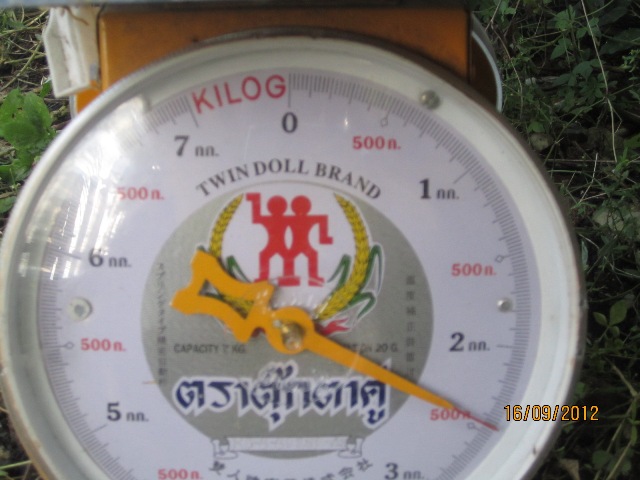 KILOG
0
7 กก.
500 ก.
TWIN DOLL BRAND
500 ก.
1 กก.
6 กก.
500 ก.
500 ก.
CAPACITY 7 KG.
20 G.
2 กก.
ตราตุ๊กตาคู่
500 ก.
5 กก.
16/09/2012
500 ก.
3 กก.